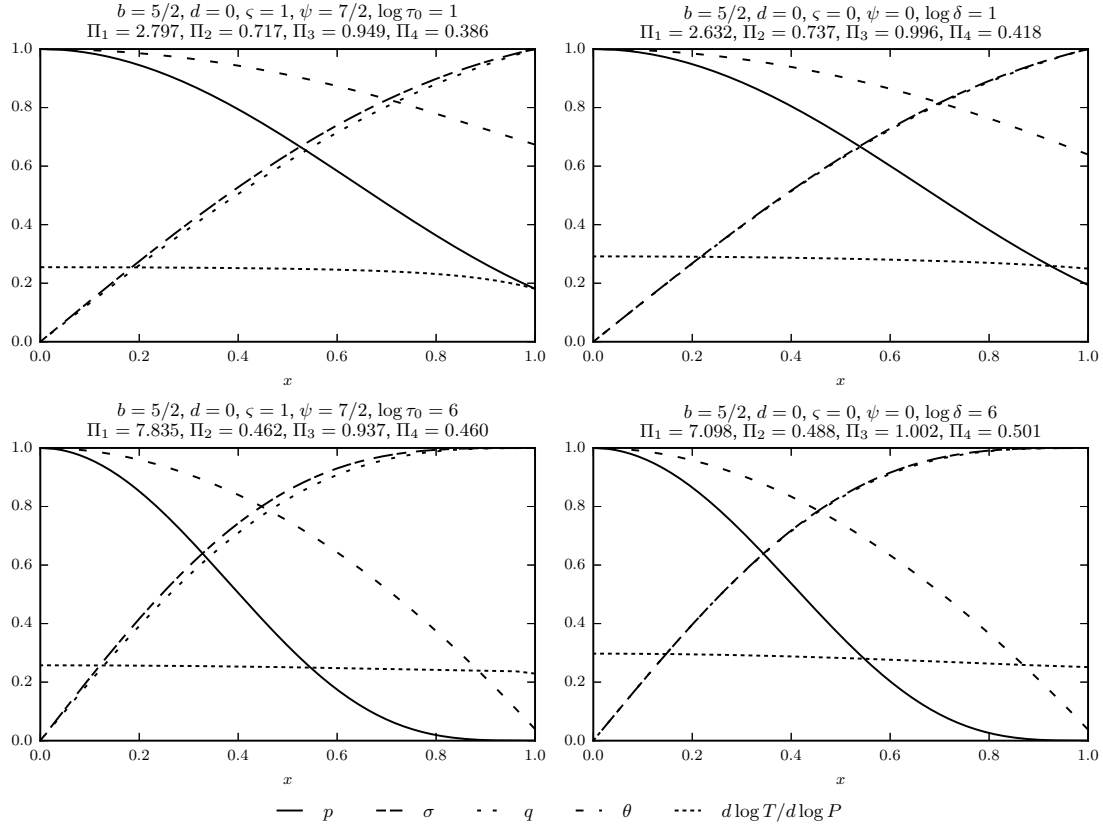 b = 5/2, d = 0, ς = 1, ψ = 7/2, log τ₀ = 1
Π₁ = 2.797, Π₂ = 0.717, Π₃ = 0.949, Π₄ = 0.386
1.0
0.8
0.6
0.4
0.2
0.0
0.0 0.2 0.4 0.6 0.8 1.0
x
b = 5/2, d = 0, ς = 0, ψ = 0, log δ = 1
Π₁ = 2.632, Π₂ = 0.737, Π₃ = 0.996, Π₄ = 0.418
1.0
0.8
0.6
0.4
0.2
0.0
0.0 0.2 0.4 0.6 0.8 1.0
x
b = 5/2, d = 0, ς = 1, ψ = 7/2, log τ₀ = 6
Π₁ = 7.835, Π₂ = 0.462, Π₃ = 0.937, Π₄ = 0.460
1.0
0.8
0.6
0.4
0.2
0.0
0.0 0.2 0.4 0.6 0.8 1.0
x
b = 5/2, d = 0, ς = 0, ψ = 0, log δ = 6
Π₁ = 7.098, Π₂ = 0.488, Π₃ = 1.002, Π₄ = 0.501
1.0
0.8
0.6
0.4
0.2
0.0
0.0 0.2 0.4 0.6 0.8 1.0
x
p σ q θ d log T/d log P